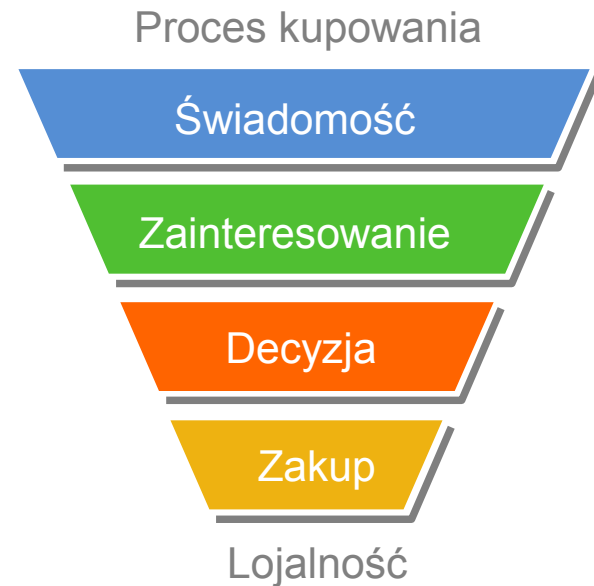 Proces kupowania
Świadomość
Zainteresowanie
Decyzja
Zakup
Lojalność